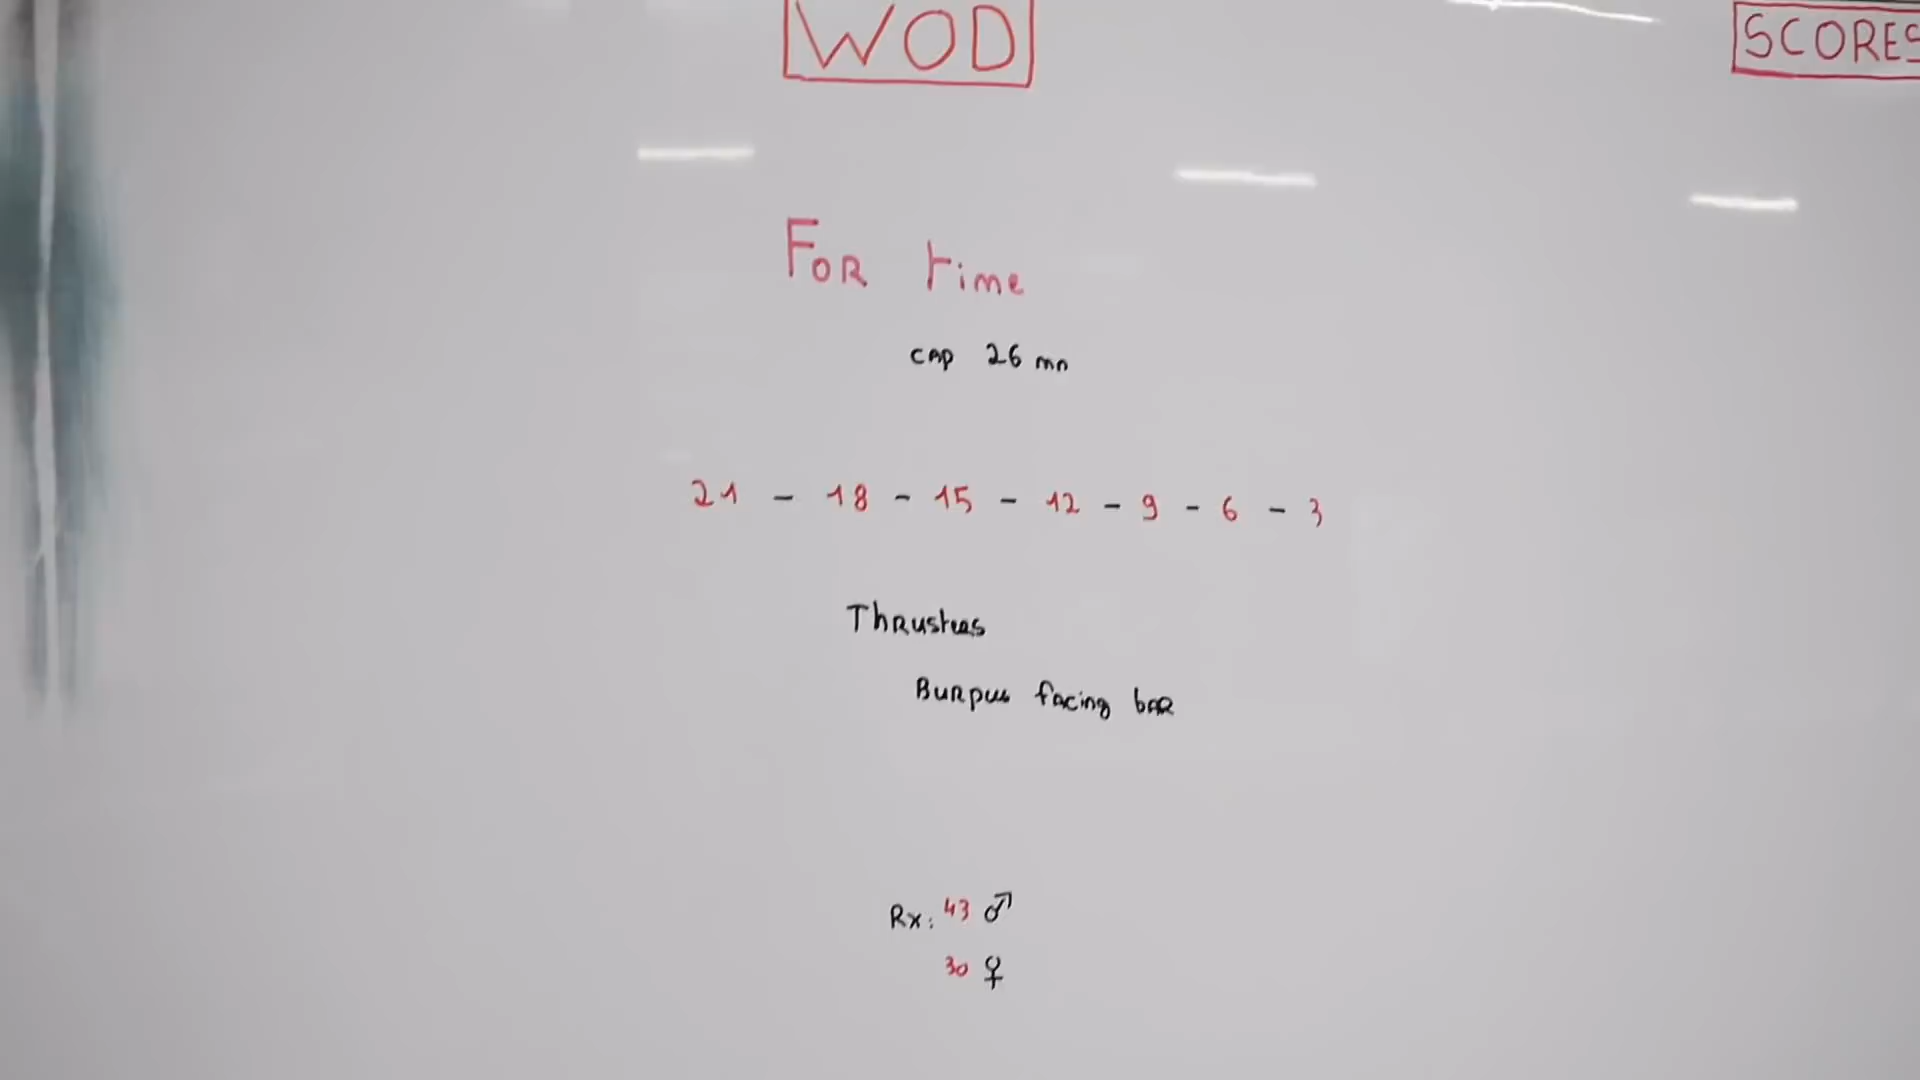 WOD
SCORES
FOR time
CAP 26 mn
21 - 18 - 15 - 12 - 9 - 6 - 3
Thrusters
Burpees facing bar
Rx: 43 ♂
30 ♀